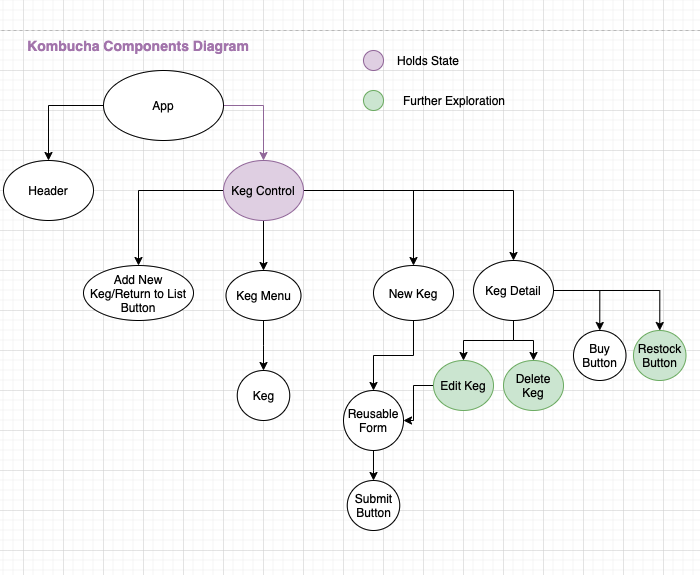 Kombucha Components Diagram
Holds State
Further Exploration
App
Header
Keg Control
Add New
Keg/Return to List
Button
Keg Menu
New Keg
Keg Detail
Buy
Button
Restock
Button
Edit Keg
Delete
Keg
Keg
Reusable
Form
Submit
Button